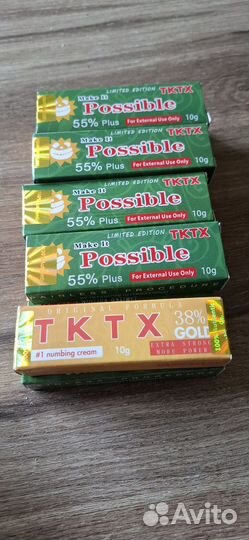 LIMITED EDITION TKTX
Make It
Possible
55% Plus
For External Use Only
10g
LIMITED EDITION TKTX
Make It
Possible
55% Plus
For External Use Only
10g
LIMITED EDITION TKTX
Make It
Possible
55% Plus
For External Use Only
10g
LIMITED EDITION TKTX
Make It
Possible
55% Plus
For External Use Only
10g
PAINLESS PROCEDURE
ORIGINAL FORMULA
TKTX
38%
GOLD
#1 numbing cream
10g
EXTRA STRONG
MORE POWER
100%
Avito